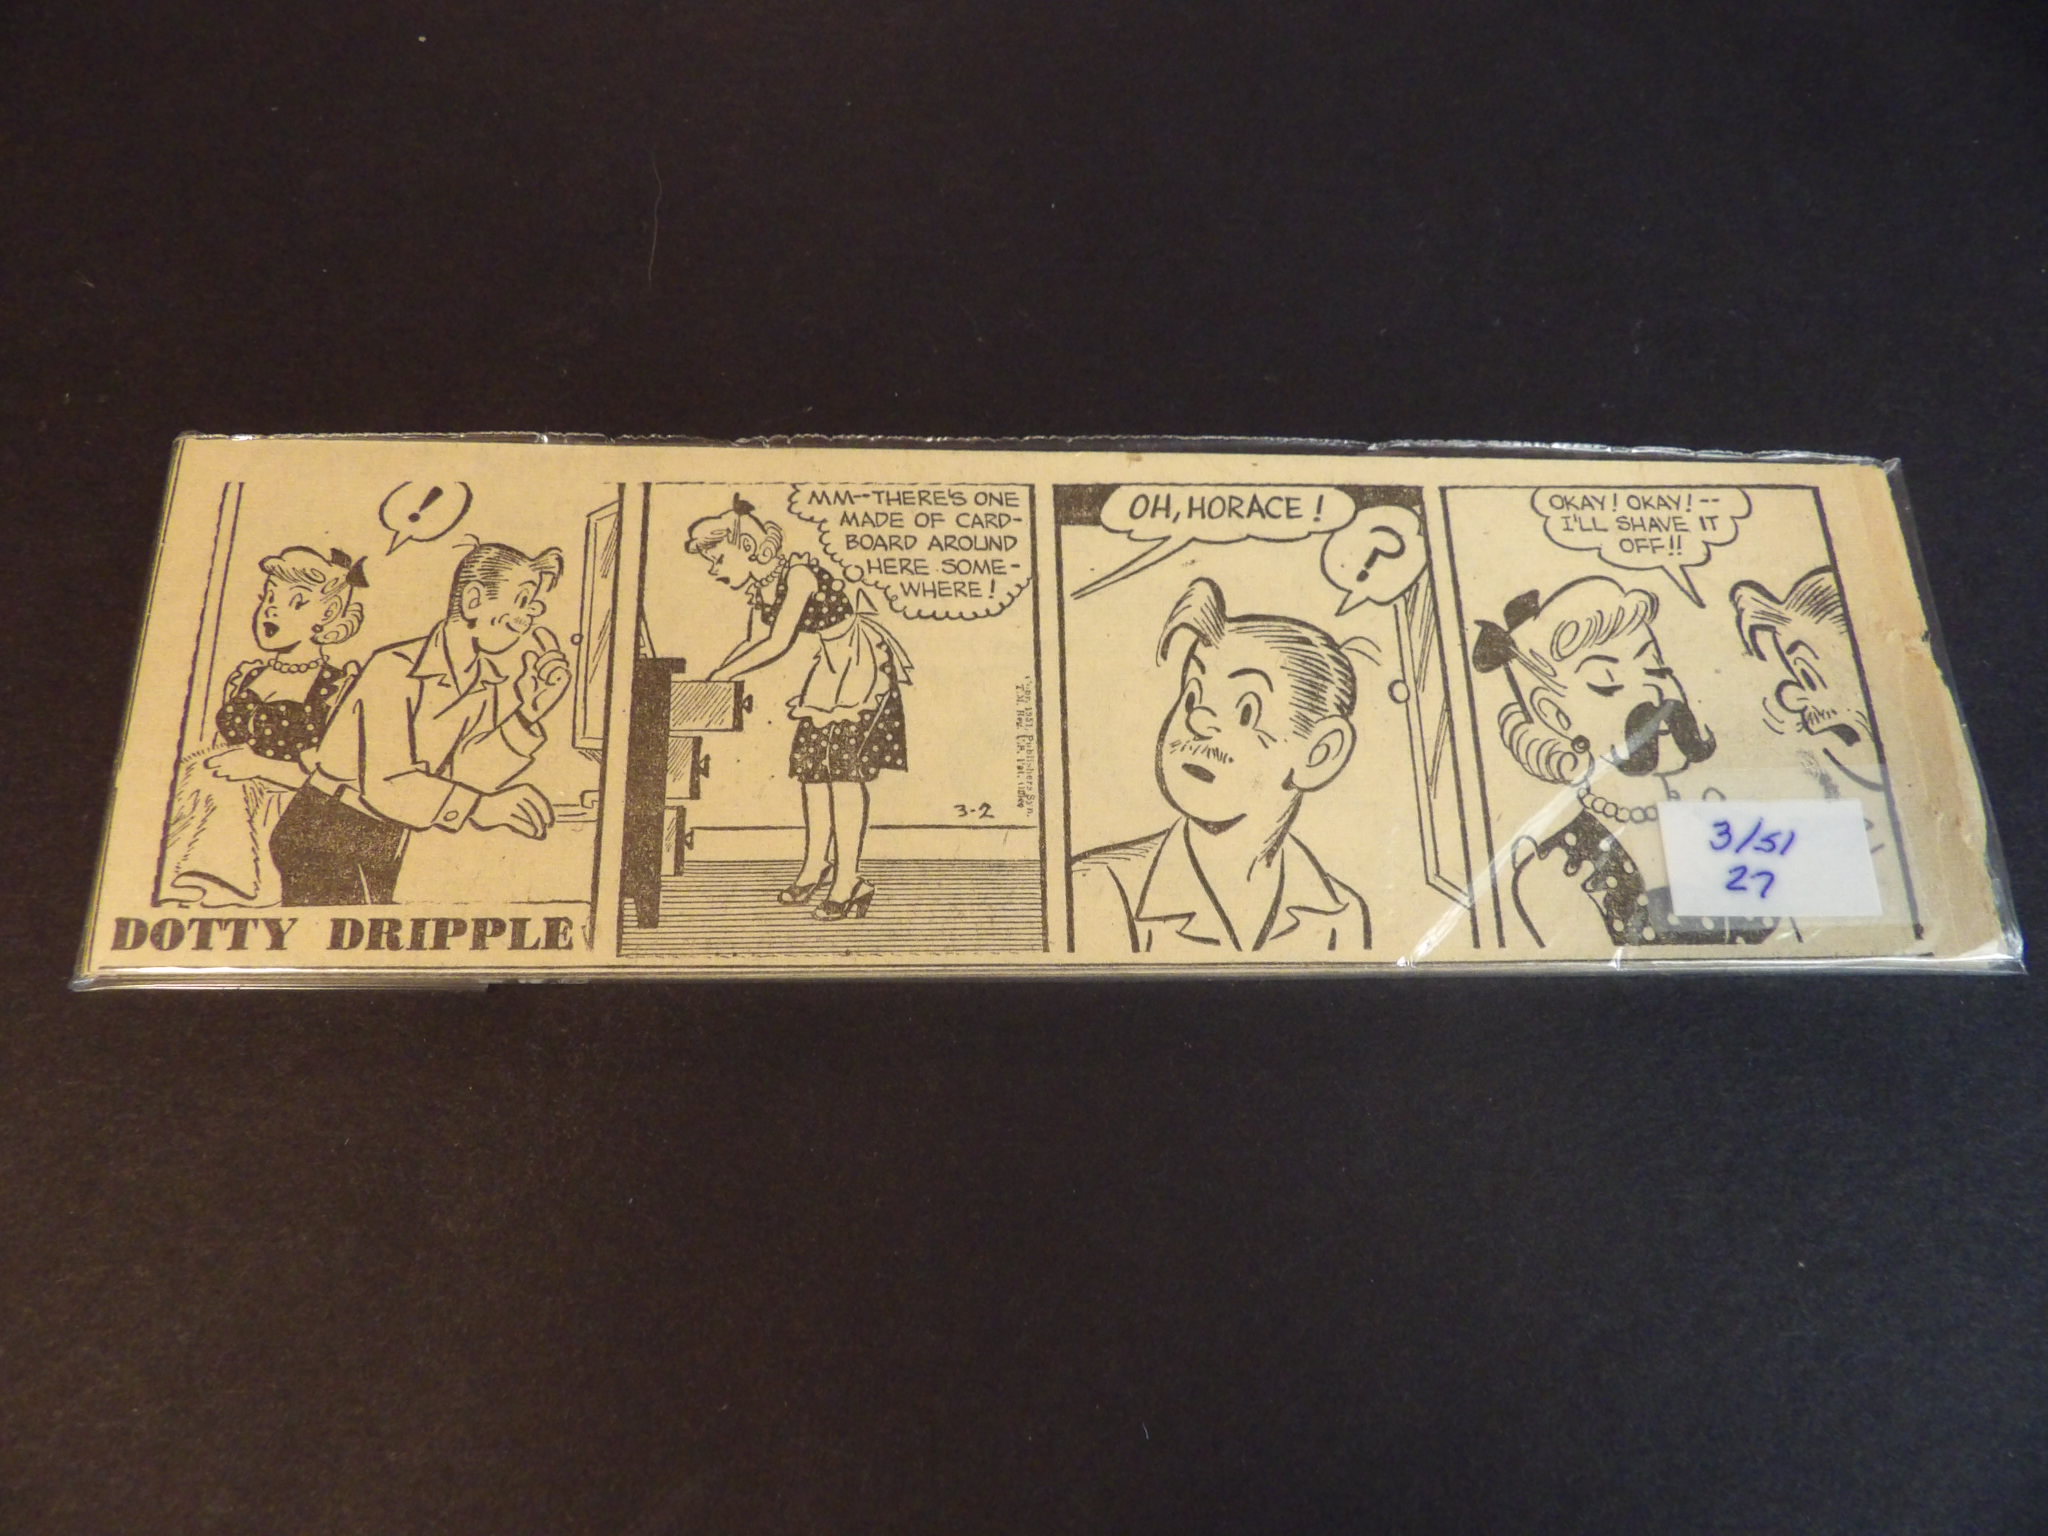 !
MM--THERE'S ONE
MADE OF CARD-
BOARD AROUND
HERE SOME-
WHERE!
3-2
OH, HORACE!
?
OKAY! OKAY!--
I'LL SHAVE IT
OFF!!
3/51
27
DOTTY DRIPPLE